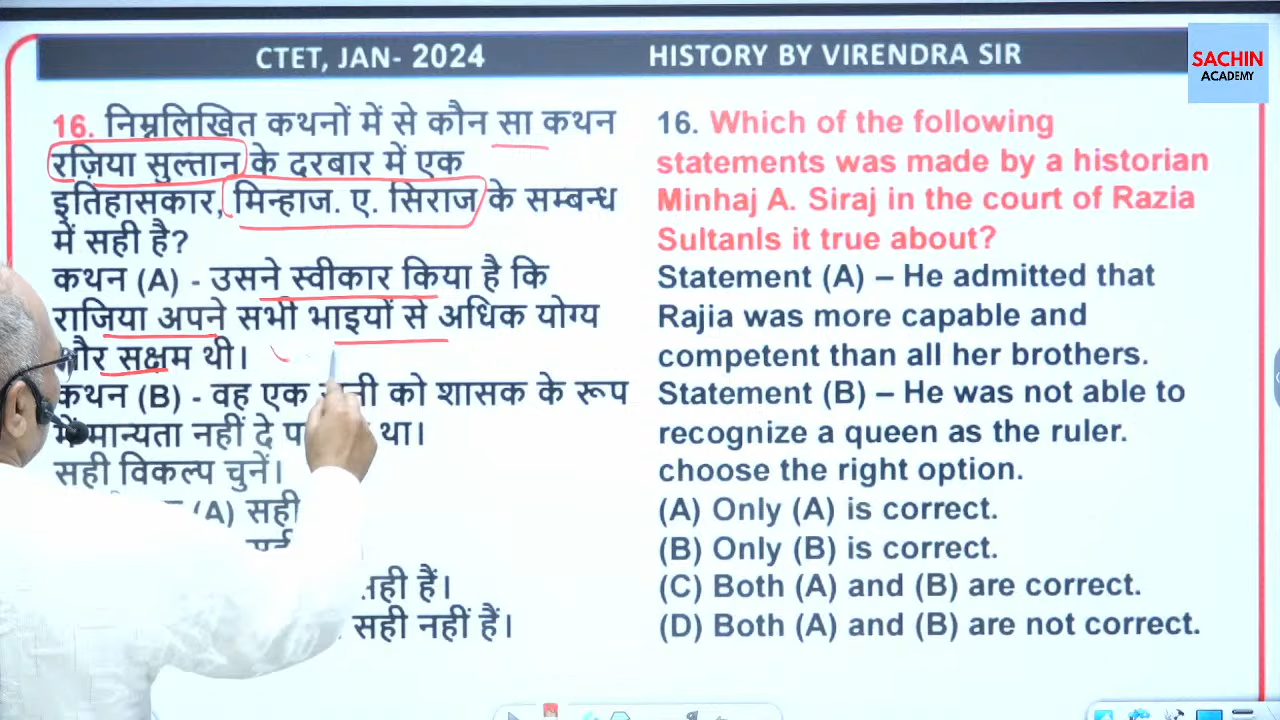 CTET, JAN- 2024
HISTORY BY VIRENDRA SIR
SACHIN
ACADEMY
16. निम्नलिखित कथनों में से कौन सा कथन
रज़िया सुल्तान के दरबार में एक
इतिहासकार, मिन्हाज. ए. सिराज के सम्बन्ध
में सही है?
कथन (A) - उसने स्वीकार किया है कि
राजिया अपने सभी भाइयों से अधिक योग्य
और सक्षम थी।
कथन (B) - वह एक को शासक के रूप
में मान्यता नहीं दे था।
सही विकल्प चुनें।
(A) सही
सही हैं।
सही नहीं हैं।
16. Which of the following
statements was made by a historian
Minhaj A. Siraj in the court of Razia
SultanIs it true about?
Statement (A) – He admitted that
Rajia was more capable and
competent than all her brothers.
Statement (B) – He was not able to
recognize a queen as the ruler.
choose the right option.
(A) Only (A) is correct.
(B) Only (B) is correct.
(C) Both (A) and (B) are correct.
(D) Both (A) and (B) are not correct.